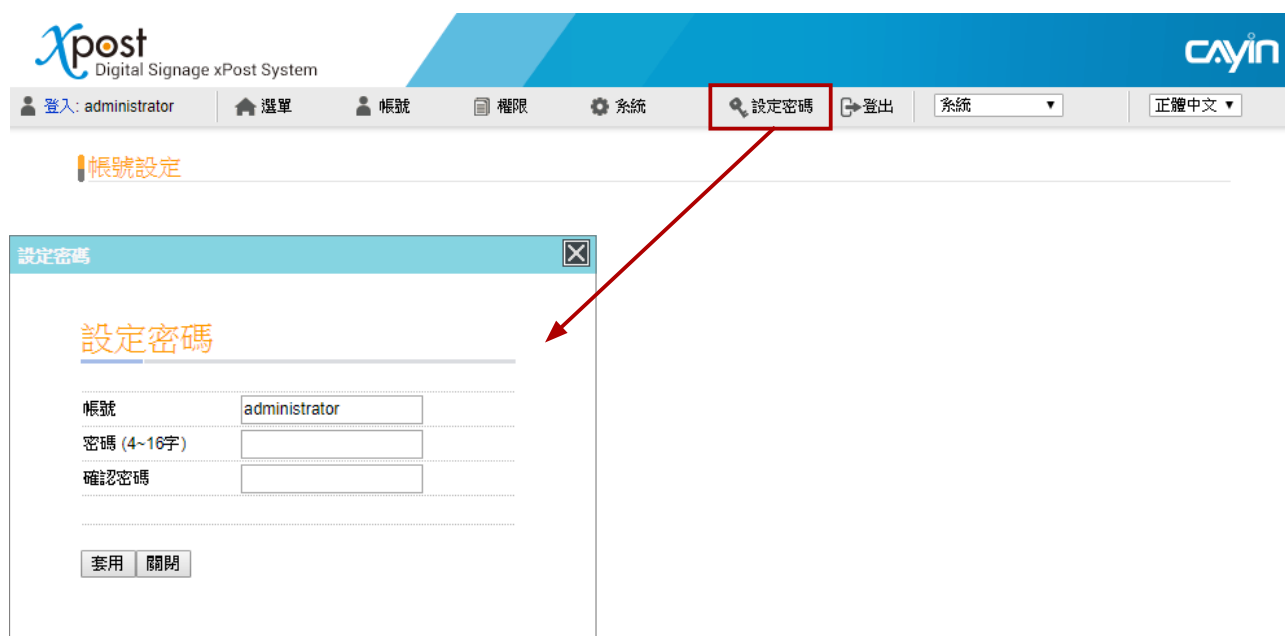 Xpost
Digital Signage xPost System
CAYIN
登入: administrator 選單 帳號 權限 系統 設定密碼 登出 系統 正體中文
帳號設定
設定密碼
設定密碼
帳號 administrator
密碼 (4~16字)
確認密碼
套用 關閉